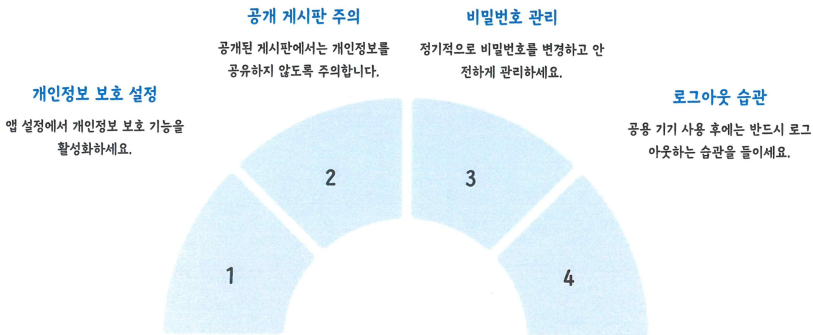 개인정보 보호 설정
앱 설정에서 개인정보 보호 기능을
활성화하세요.
1
공개 게시판 주의
공개된 게시판에서는 개인정보를
공유하지 않도록 주의합니다.
2
비밀번호 관리
정기적으로 비밀번호를 변경하고 안
전하게 관리하세요.
3
로그아웃 습관
공용 기기 사용 후에는 반드시 로그
아웃하는 습관을 들이세요.
4